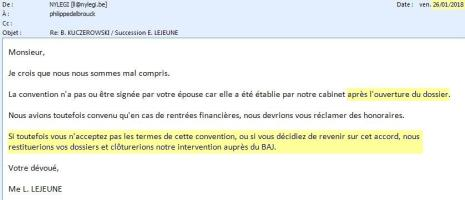 De : NYLEGI [ll@nylegi.be] Date : ven. 26/01/2018
À : philippedelbrouck
Cc :
Objet : Re: B. KUCZEROWSKI / Succession E. LEJEUNE
Monsieur,
Je crois que nous nous sommes mal compris.
La convention n'a pas ou être signée par votre épouse car elle a été établie par notre cabinet après l'ouverture du dossier.
Nous avions toutefois convenu qu'en cas de rentrées financières, nous devrions vous réclamer des honoraires.
Si toutefois vous n'acceptez pas les termes de cette convention, ou si vous décidiez de revenir sur cet accord, nous
restituerions vos dossiers et clôturerions notre intervention auprès du BAJ.
Votre dévoué,
Me L. LEJEUNE